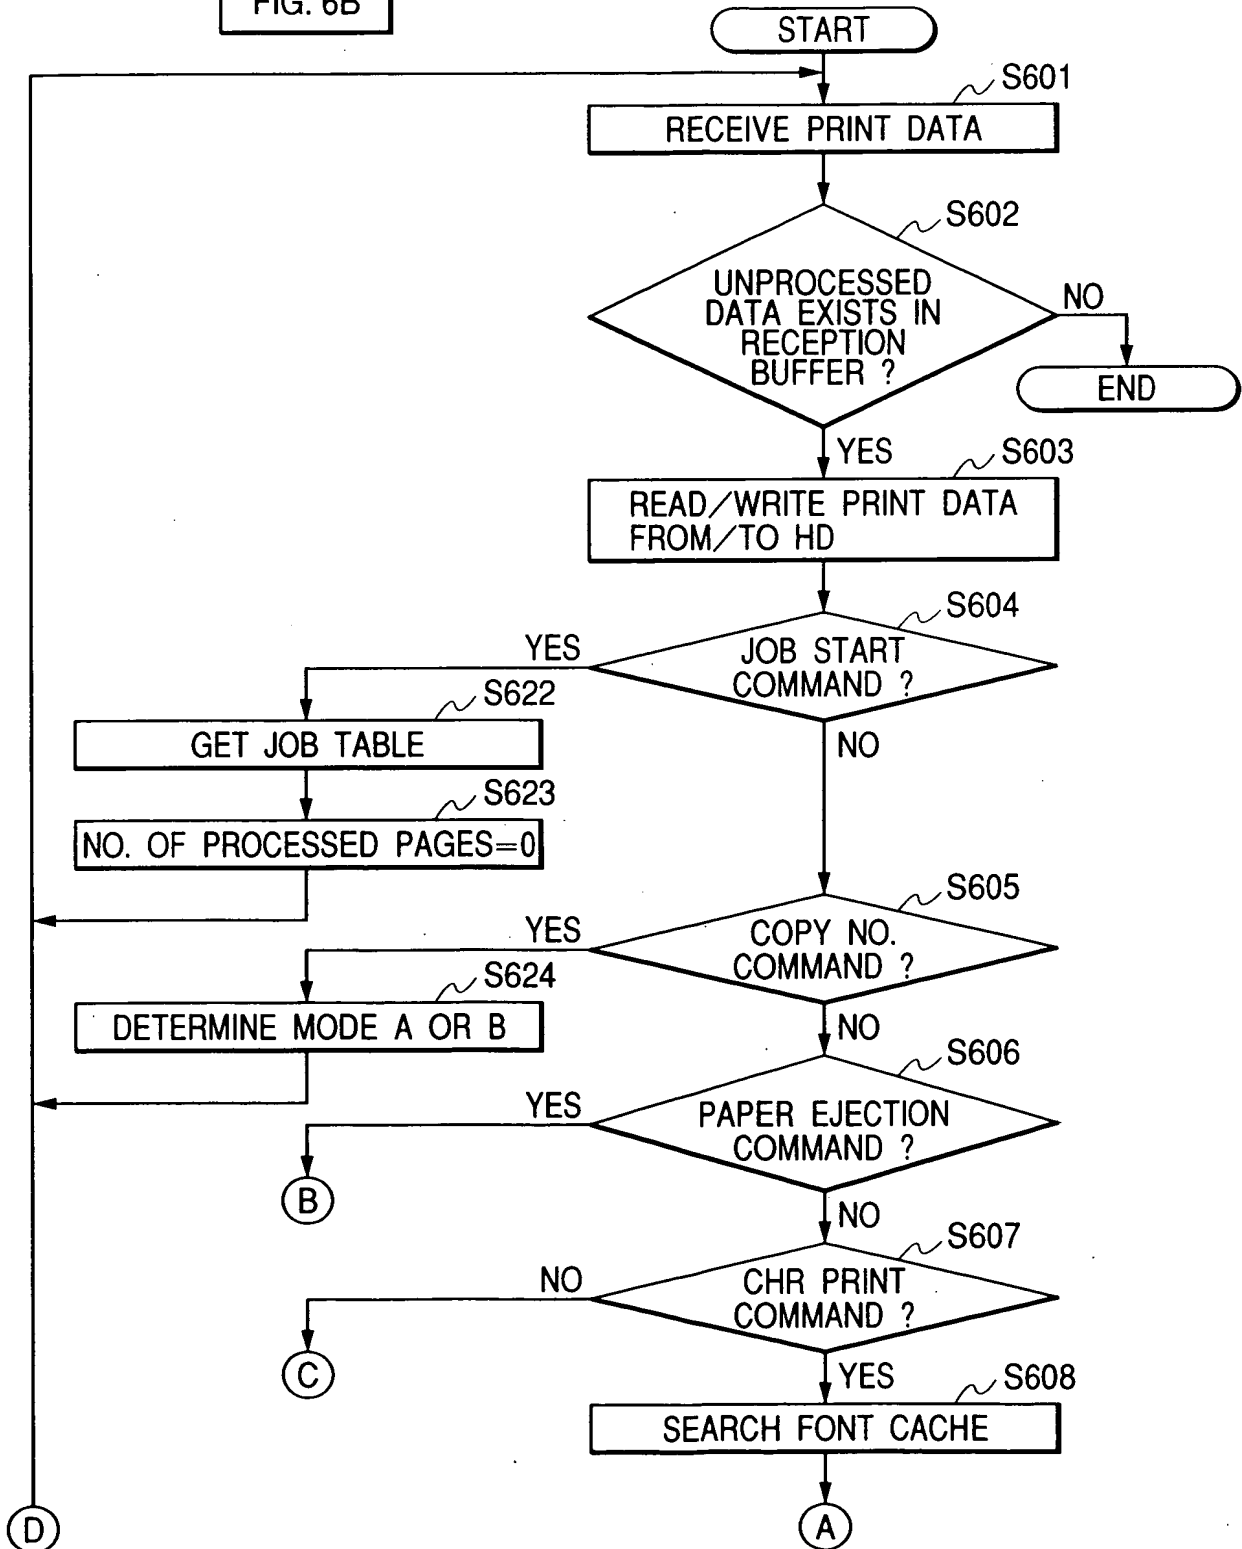 FIG. 6B
START
S601
RECEIVE PRINT DATA
S602
UNPROCESSED
DATA EXISTS IN
RECEPTION
BUFFER ?
NO
END
YES
S603
READ/WRITE PRINT DATA
FROM/TO HD
S604
JOB START
COMMAND ?
YES
NO
S622
GET JOB TABLE
S623
NO. OF PROCESSED PAGES=0
S605
COPY NO.
COMMAND ?
YES
NO
S624
DETERMINE MODE A OR B
S606
PAPER EJECTION
COMMAND ?
YES
B
NO
S607
CHR PRINT
COMMAND ?
NO
C
YES
S608
SEARCH FONT CACHE
D
A